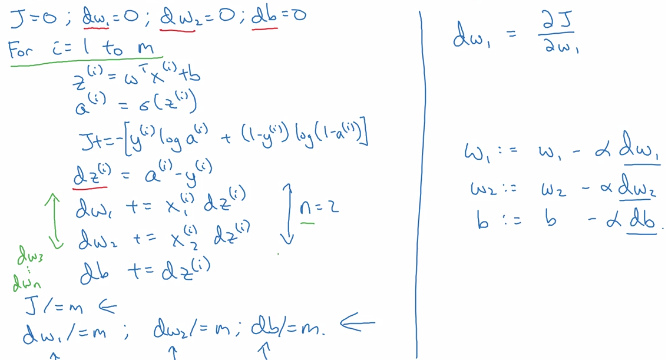 J=0 ; dw₁=0 ; dw₂=0 ; db=0
For i=1 to m
z⁽ⁱ⁾ = wᵀx⁽ⁱ⁾+b
a⁽ⁱ⁾ = σ(z⁽ⁱ⁾)
J+=-[y⁽ⁱ⁾ log a⁽ⁱ⁾ + (1-y⁽ⁱ⁾) log(1-a⁽ⁱ⁾)]
dz⁽ⁱ⁾ = a⁽ⁱ⁾-y⁽ⁱ⁾
dw₁ += x₁⁽ⁱ⁾ dz⁽ⁱ⁾
dw₂ += x₂⁽ⁱ⁾ dz⁽ⁱ⁾
n=2
db += dz⁽ⁱ⁾
dw₃
⋮
dwₙ
J/=m ←
dw₁/=m ; dw₂/=m ; db/=m. ←
↑ ↑ ↑
dw₁ = ∂J/∂w₁
w₁ := w₁ - α dw₁
w₂ := w₂ - α dw₂
b := b - α db.